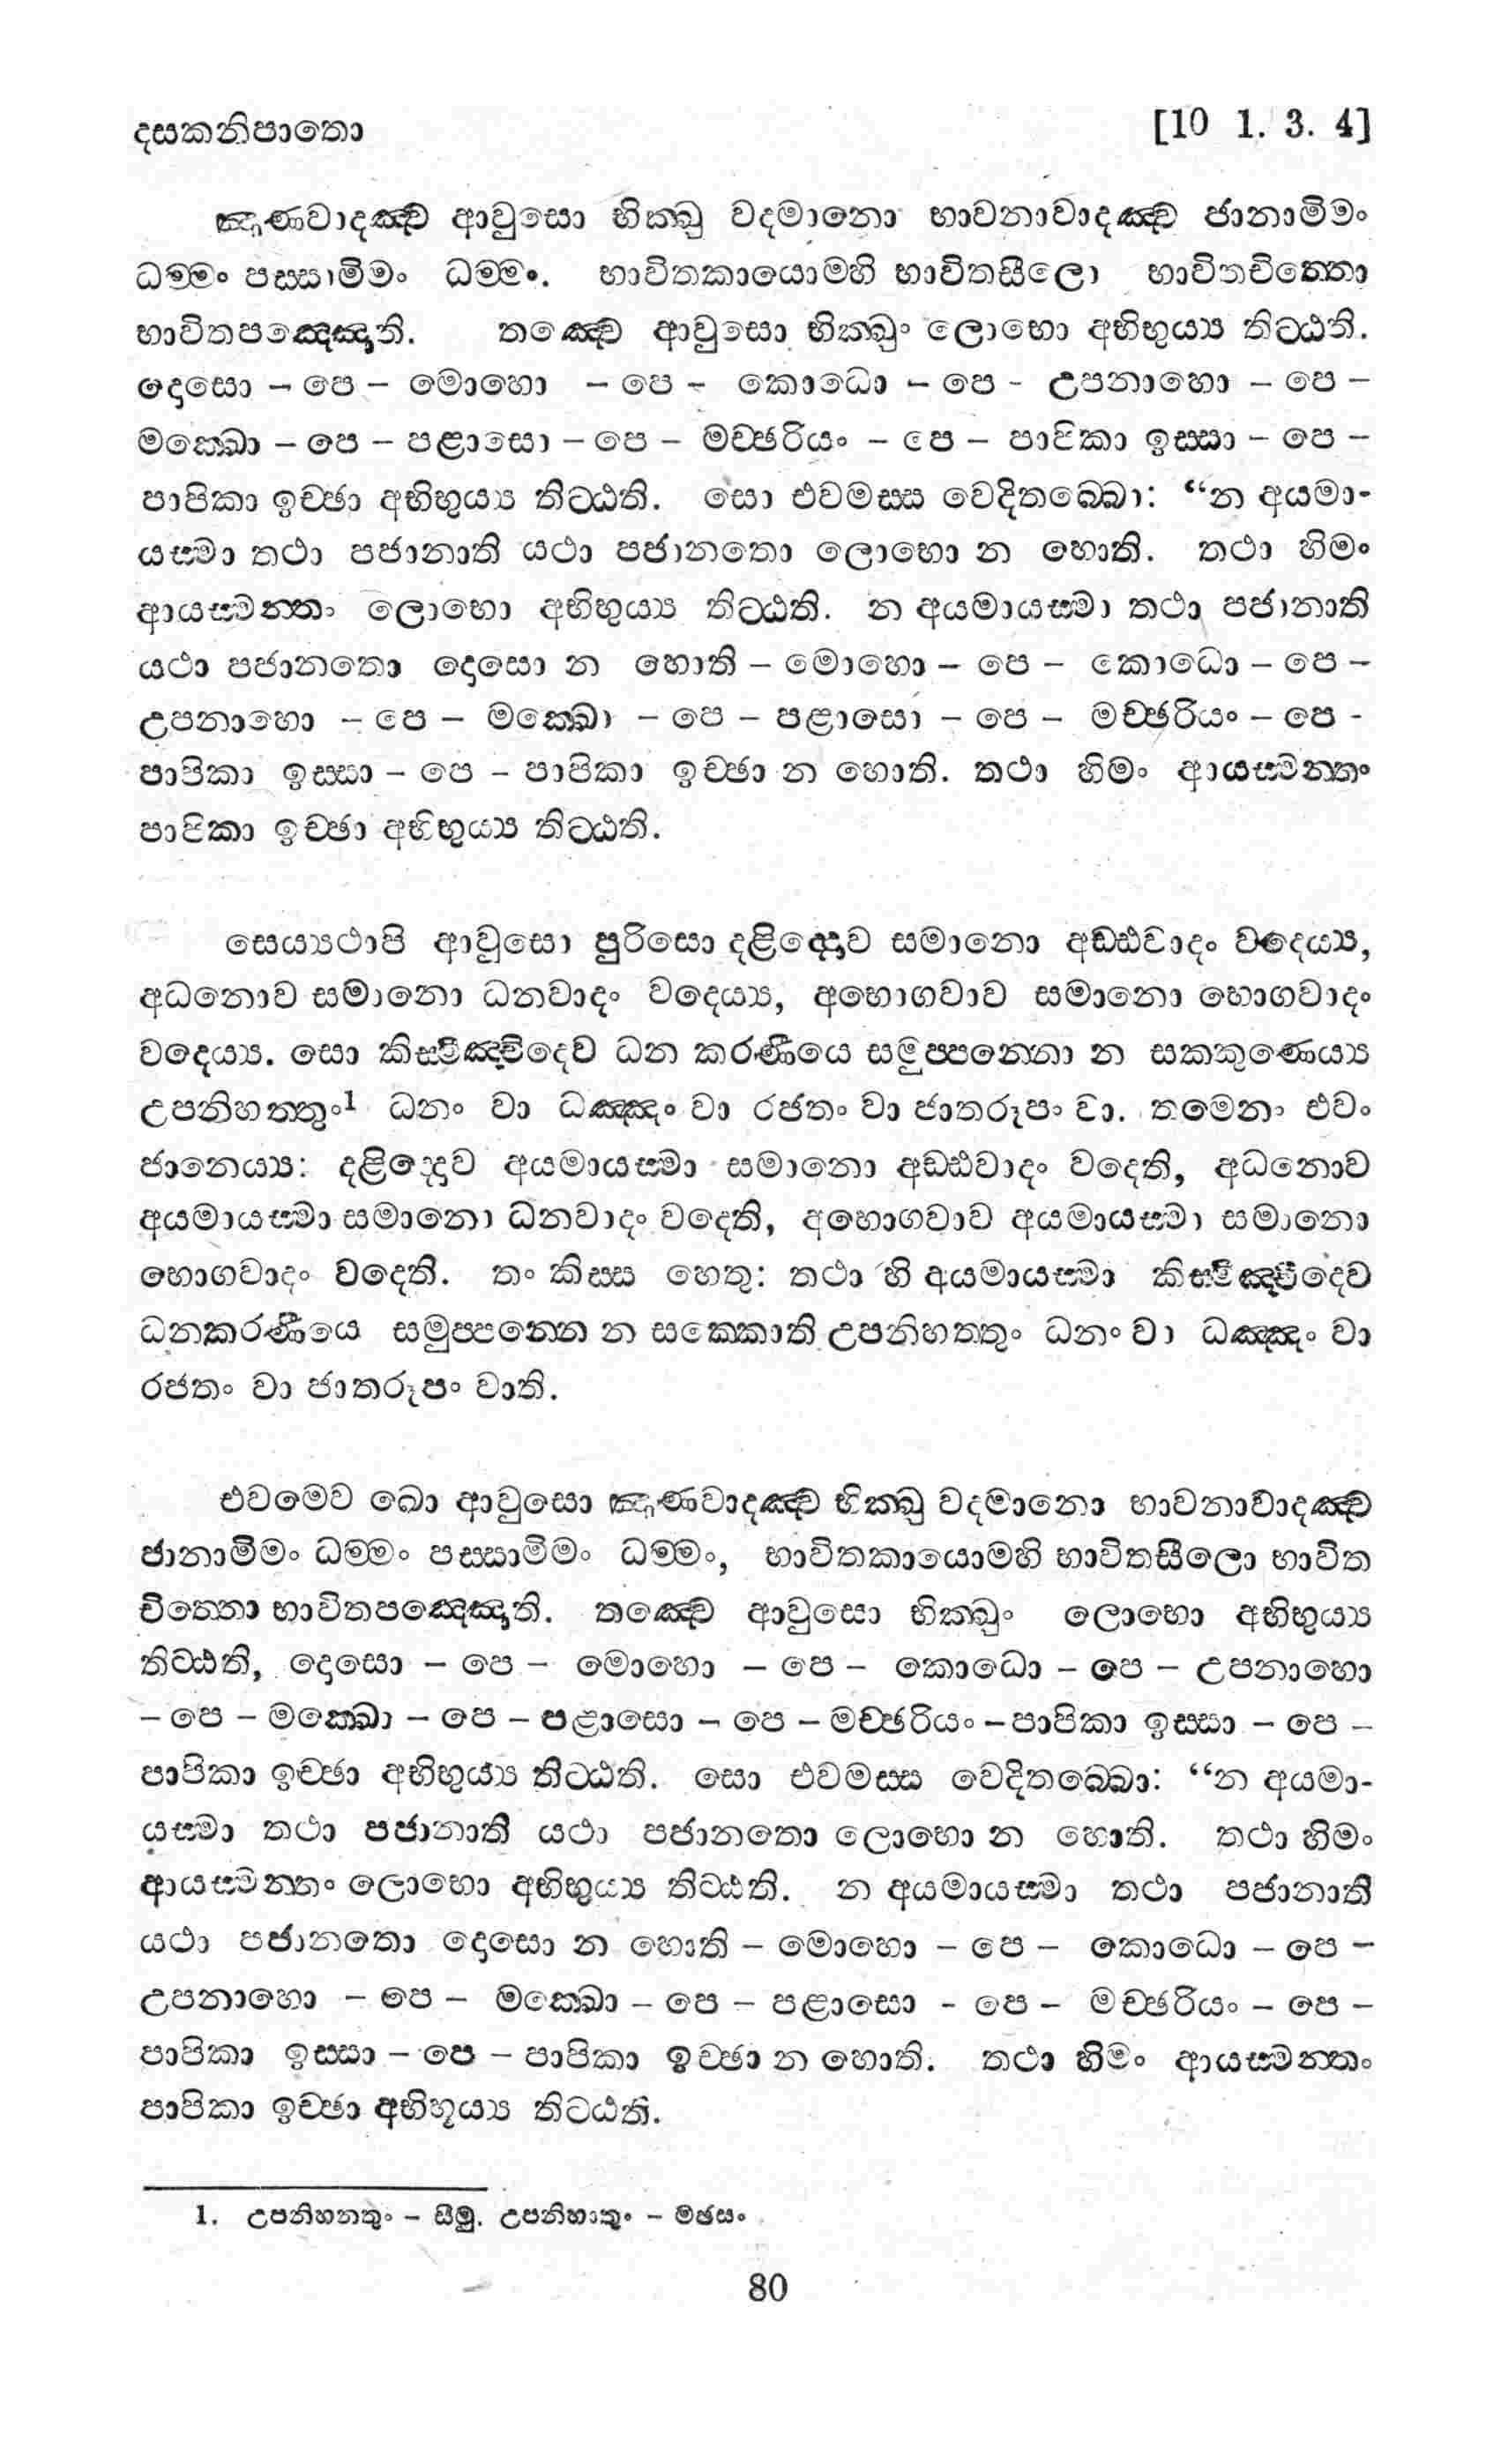 දසකනිපාතො [10 1. 3. 4]
ඤාණවාදඤ්ච ආවුසො භික්ඛු වදමානො භාවනාවාදඤ්ච ජානාමිමං
ධම්මං පස්සාමිමං ධම්මං. භාවිතකායොමහි භාවිතසීලො භාවිතචිත්තො
භාවිතපඤ්ඤොති. තඤ්චෙ ආවුසො භික්ඛුං ලොභො අභිභුය්‍ය තිට්ඨති.
දොසො – පෙ – මොහො – පෙ – කොධො – පෙ - උපනාහො – පෙ –
මක්ඛො – පෙ – පළාසො – පෙ – මච්ඡරියං – පෙ – පාපිකා ඉස්සා – පෙ –
පාපිකා ඉච්ඡා අභිභුය්‍ය තිට්ඨති. සො එවමස්ස වෙදිතබ්බො: “න අයමා-
යස්මා තථා පජානාති යථා පජානතො ලොභො න හොති. තථා හිමං
ආයස්මන්තං ලොභො අභිභුය්‍ය තිට්ඨති. න අයමායස්මා තථා පජානාති
යථා පජානතො දොසො න හොති – මොහො – පෙ – කොධො – පෙ –
උපනාහො – පෙ – මක්ඛො – පෙ – පළාසො – පෙ – මච්ඡරියං – පෙ -
පාපිකා ඉස්සා – පෙ – පාපිකා ඉච්ඡා න හොති. තථා හිමං ආයස්මන්තං
පාපිකා ඉච්ඡා අභිභුය්‍ය තිට්ඨති.
සෙය්‍යථාපි ආවුසො පුරිසො දළිද්දොව සමානො අඩ්ඪවාදං වදෙය්‍ය,
අධනොව සමානො ධනවාදං වදෙය්‍ය, අභොගවාව සමානො භොගවාදං
වදෙය්‍ය. සො කිස්මිඤ්චිදෙව ධන කරණීයෙ සමුප්පන්නො න සක්කුණෙය්‍ය
උපනිහත්තුං¹ ධනං වා ධඤ්ඤං වා රජතං වා ජාතරූපං වා. තමෙනං එවං
ජානෙය්‍ය: දළිද්දොව අයමායස්මා සමානො අඩ්ඪවාදං වදෙති, අධනොව
අයමායස්මා සමානො ධනවාදං වදෙති, අභොගවාව අයමායස්මා සමානො
භොගවාදං වදෙති. තං කිස්ස හෙතු: තථා හි අයමායස්මා කිස්මිඤ්චිදෙව
ධනකරණීයෙ සමුප්පන්නෙ න සක්කොති උපනිහත්තුං ධනං වා ධඤ්ඤං වා
රජතං වා ජාතරූපං වාති.
එවමෙව ඛො ආවුසො ඤාණවාදඤ්ච භික්ඛු වදමානො භාවනාවාදඤ්ච
ජානාමිමං ධම්මං පස්සාමිමං ධම්මං, භාවිතකායොමහි භාවිතසීලො භාවිත
චිත්තො භාවිතපඤ්ඤොති. තඤ්චෙ ආවුසො භික්ඛුං ලොභො අභිභුය්‍ය
තිට්ඨති, දොසො – පෙ – මොහො – පෙ – කොධො – පෙ – උපනාහො
– පෙ – මක්ඛො – පෙ – පළාසො – පෙ – මච්ඡරියං – පාපිකා ඉස්සා – පෙ –
පාපිකා ඉච්ඡා අභිභුය්‍ය තිට්ඨති. සො එවමස්ස වෙදිතබ්බො: “න අයමා-
යස්මා තථා පජානාති යථා පජානතො ලොභො න හොති. තථා හිමං
ආයස්මන්තං ලොභො අභිභුය්‍ය තිට්ඨති. න අයමායස්මා තථා පජානාති
යථා පජානතො දොසො න හොති – මොහො – පෙ – කොධො – පෙ –
උපනාහො – පෙ – මක්ඛො – පෙ – පළාසො - පෙ – මච්ඡරියං – පෙ –
පාපිකා ඉස්සා – පෙ – පාපිකා ඉච්ඡා න හොති. තථා හිමං ආයස්මන්තං
පාපිකා ඉච්ඡා අභිභූය්‍ය තිට්ඨති.
1. උපනිහනතුං – සීමු. උපනිහාතුං – මඡසං
80